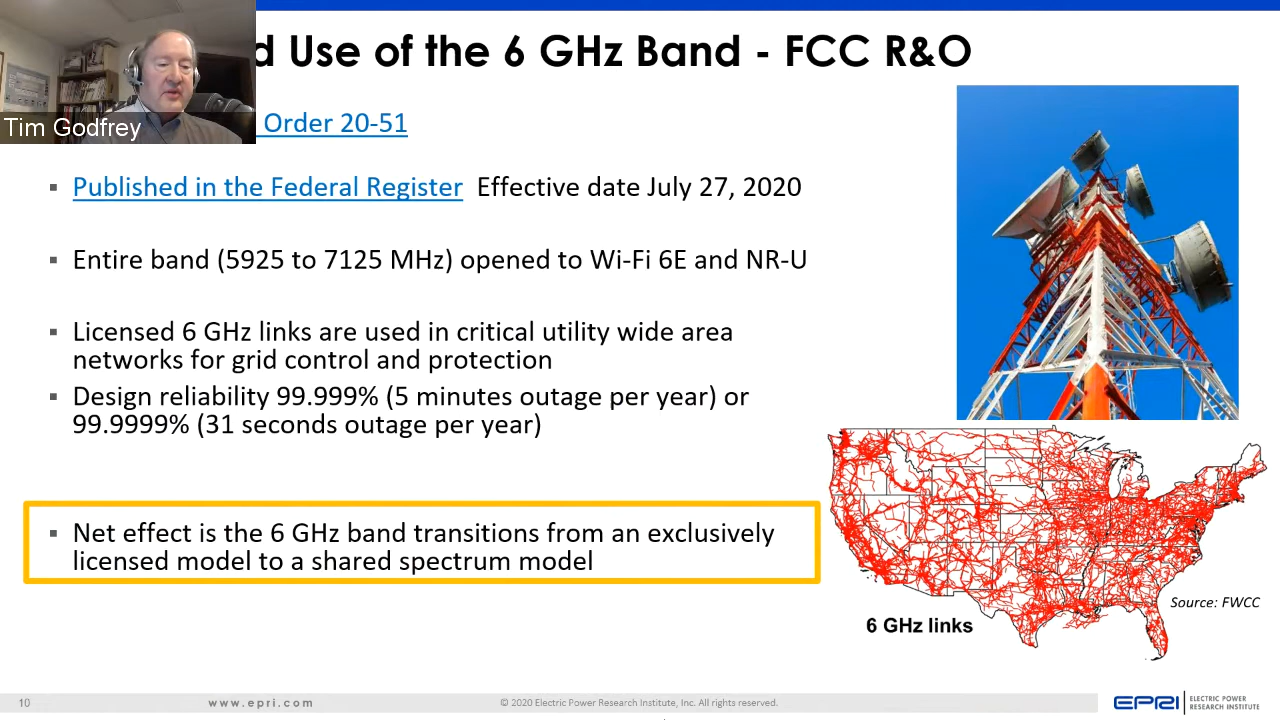 d Use of the 6 GHz Band - FCC R&O
Tim Godfrey
Order 20-51
▪ Published in the Federal Register Effective date July 27, 2020
▪ Entire band (5925 to 7125 MHz) opened to Wi-Fi 6E and NR-U
▪ Licensed 6 GHz links are used in critical utility wide area
networks for grid control and protection
▪ Design reliability 99.999% (5 minutes outage per year) or
99.9999% (31 seconds outage per year)
▪ Net effect is the 6 GHz band transitions from an exclusively
licensed model to a shared spectrum model
Source: FWCC
6 GHz links
10
www.epri.com
© 2020 Electric Power Research Institute, Inc. All rights reserved.
EPRI
ELECTRIC POWER
RESEARCH INSTITUTE